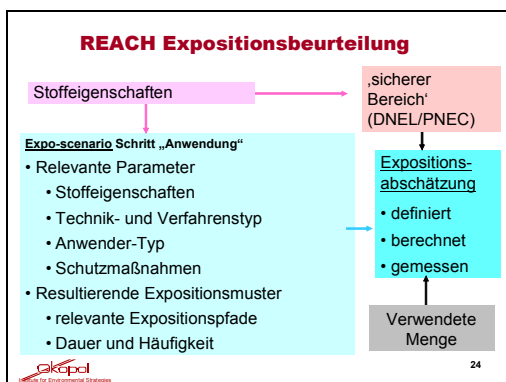 REACH Expositionsbeurteilung
Stoffeigenschaften
‚sicherer
Bereich‘
(DNEL/PNEC)
Expo-scenario Schritt „Anwendung“
• Relevante Parameter
• Stoffeigenschaften
• Technik- und Verfahrenstyp
• Anwender-Typ
• Schutzmaßnahmen
• Resultierende Expositionsmuster
• relevante Expositionspfade
• Dauer und Häufigkeit
Expositions-
abschätzung
• definiert
• berechnet
• gemessen
Verwendete
Menge
Ökopol
Institute for Environmental Strategies
24